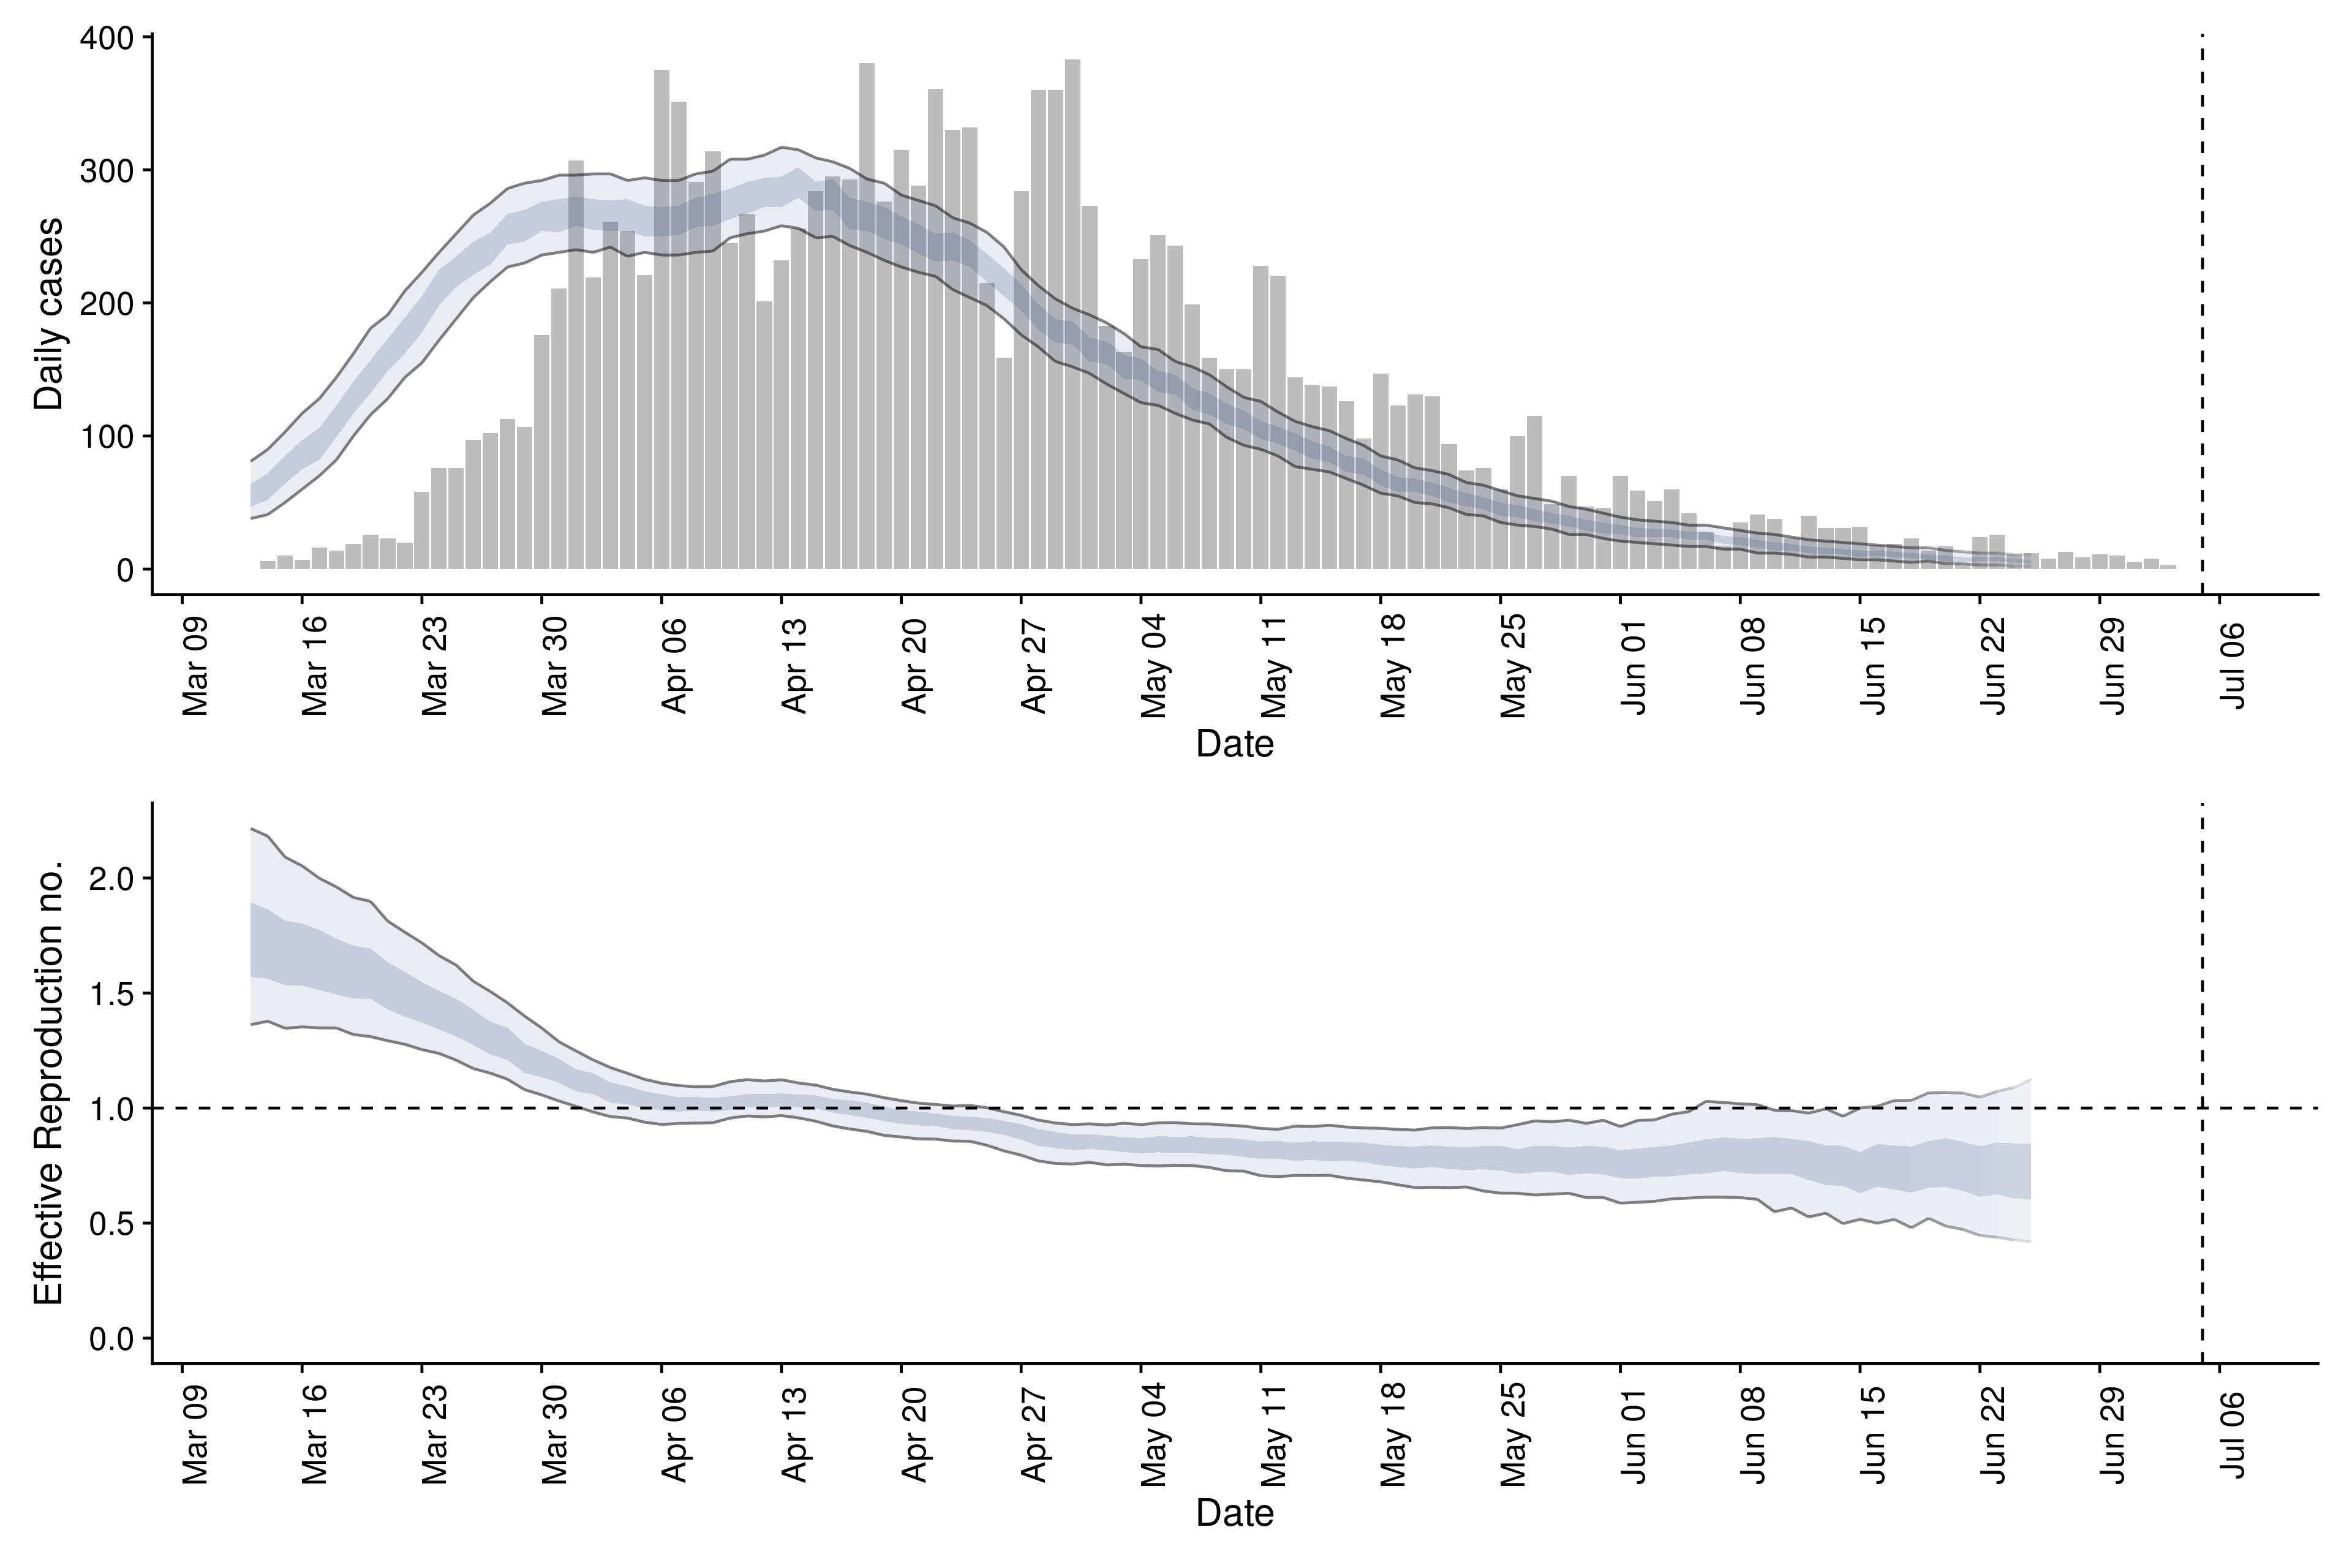 400
300
200
100
0
Daily cases
Mar 09
Mar 16
Mar 23
Mar 30
Apr 06
Apr 13
Apr 20
Apr 27
May 04
May 11
May 18
May 25
Jun 01
Jun 08
Jun 15
Jun 22
Jun 29
Jul 06
Date
2.0
1.5
1.0
0.5
0.0
Effective Reproduction no.
Mar 09
Mar 16
Mar 23
Mar 30
Apr 06
Apr 13
Apr 20
Apr 27
May 04
May 11
May 18
May 25
Jun 01
Jun 08
Jun 15
Jun 22
Jun 29
Jul 06
Date